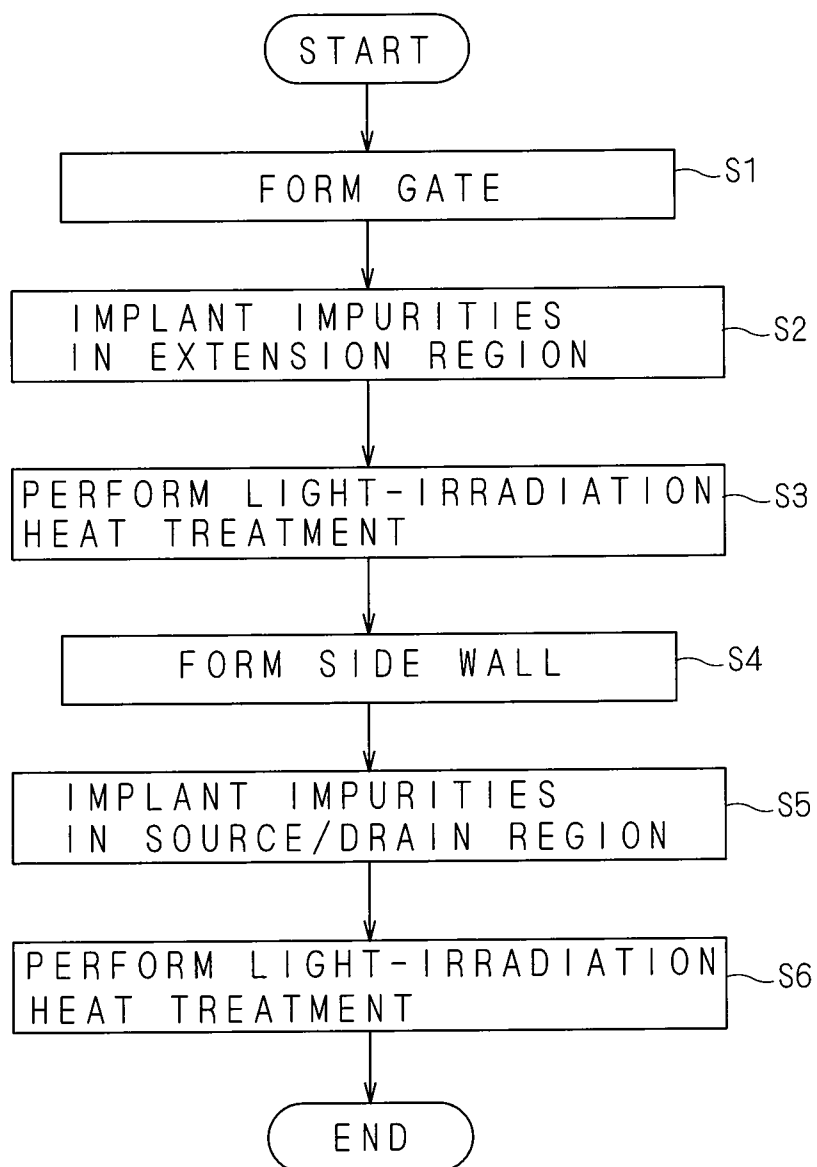 START
FORM GATE
S1
IMPLANT IMPURITIES
IN EXTENSION REGION
S2
PERFORM LIGHT-IRRADIATION
HEAT TREATMENT
S3
FORM SIDE WALL
S4
IMPLANT IMPURITIES
IN SOURCE/DRAIN REGION
S5
PERFORM LIGHT-IRRADIATION
HEAT TREATMENT
S6
END